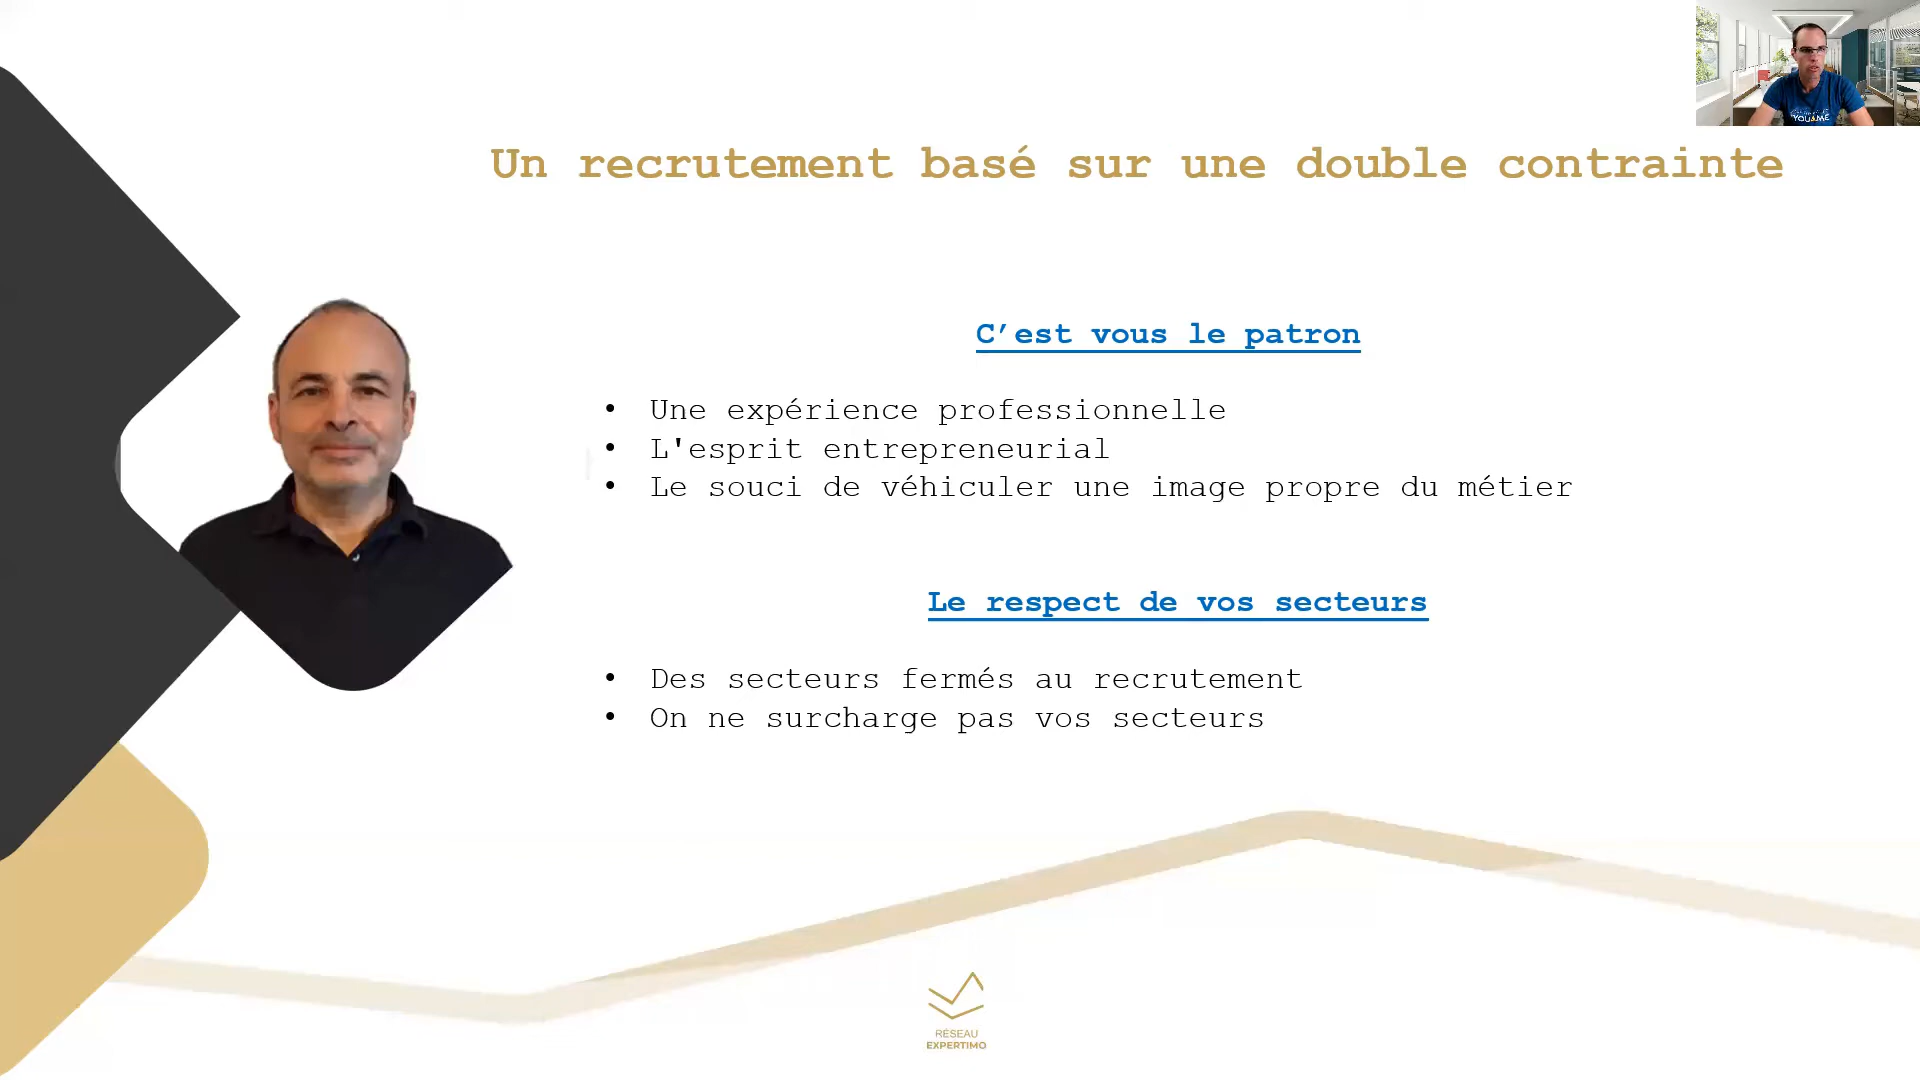 YOU&ME
Un recrutement basé sur une double contrainte
C’est vous le patron
• Une expérience professionnelle
• L'esprit entrepreneurial
• Le souci de véhiculer une image propre du métier
Le respect de vos secteurs
• Des secteurs fermés au recrutement
• On ne surcharge pas vos secteurs
RÉSEAU
EXPERTIMO